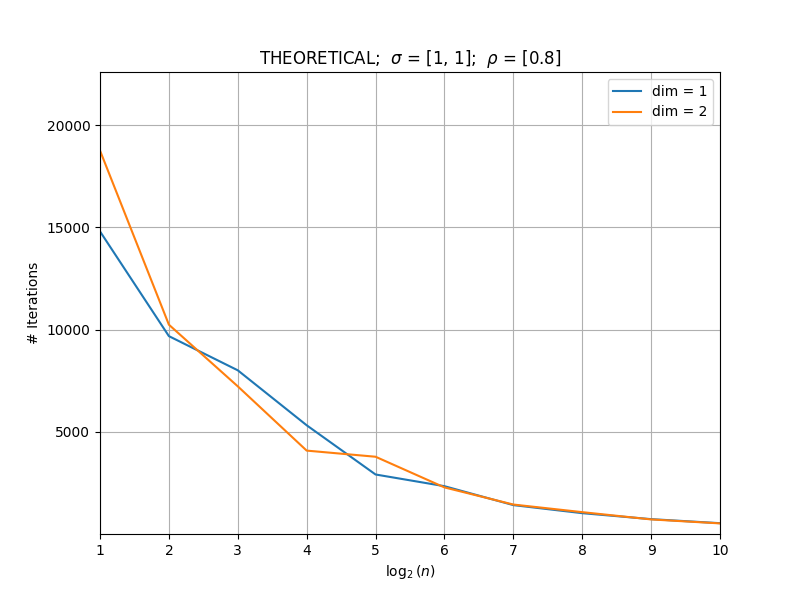 THEORETICAL;  σ = [1, 1];  ρ = [0.8]
dim = 1
dim = 2
20000
15000
10000
5000
# Iterations
1 2 3 4 5 6 7 8 9 10
log₂(n)